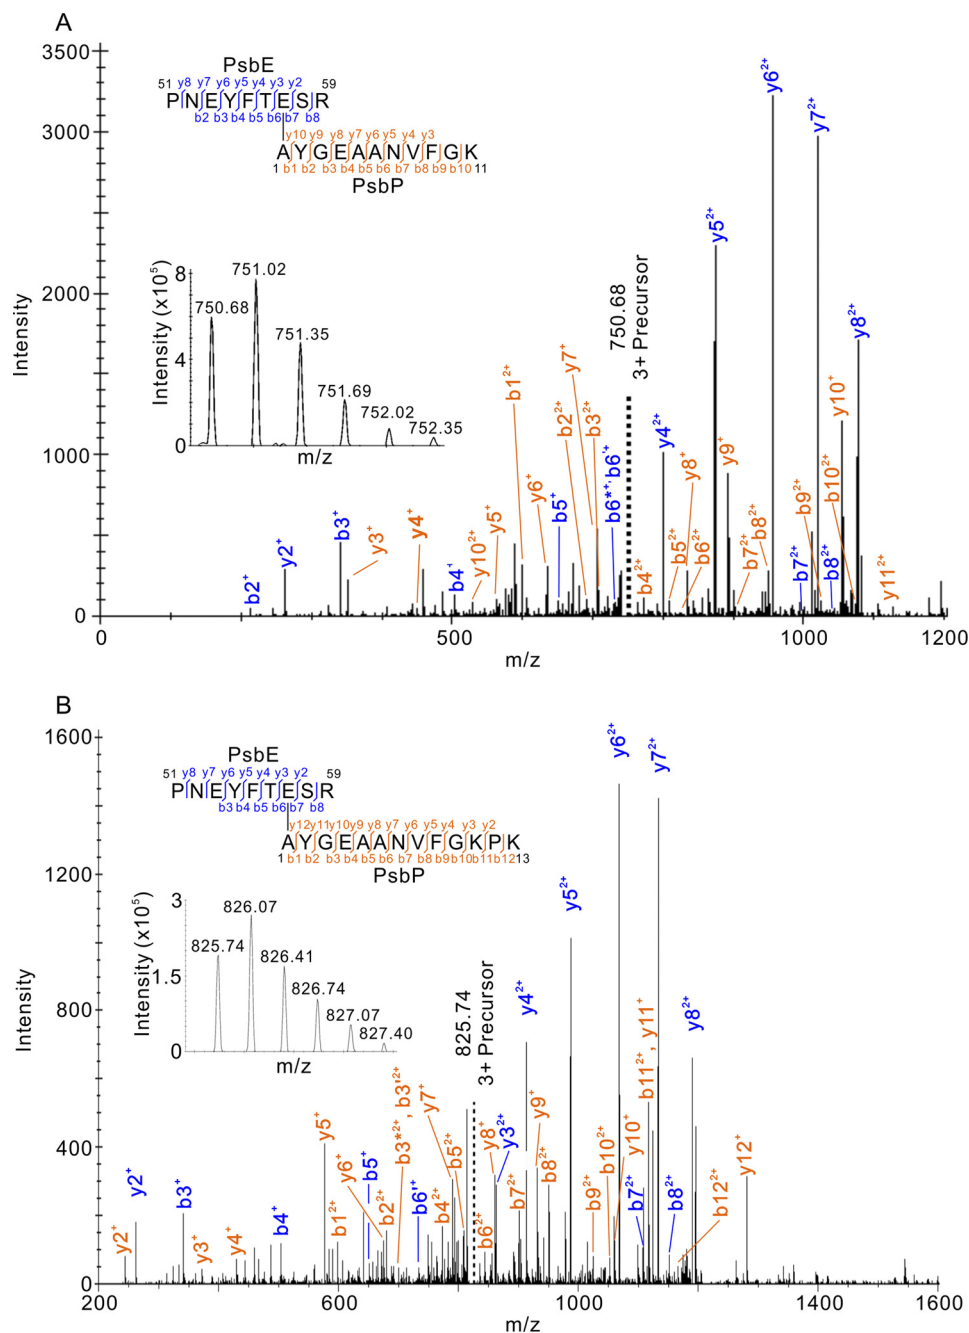 A
3500
3000
2000
1000
0
Intensity
PsbE
51 y8 y7 y6 y5 y4 y3 y2 59
PNEYFTESR
b2 b3 b4 b5 b6 b7 b8
y10 y9 y8 y7 y6 y5 y4 y3
AYGEAANVFGK
1 b1 b2 b3 b4 b5 b6 b7 b8 b9 b10 11
PsbP
Intensity (x10⁵)
8
4
0
750.68
751.02
751.35
751.69
752.02
752.35
m/z
b2⁺
y2⁺
b3⁺
y3⁺
y4⁺
b4⁺
y10²⁺
y5⁺
b1²⁺
y6⁺
b5⁺
b2²⁺
y7⁺
b3²⁺
b6*⁺, b6'⁺
750.68
3+ Precursor
b4²⁺
y4²⁺
b5²⁺
y8⁺
b6²⁺
y5²⁺
y9⁺
b7²⁺
b8²⁺
y6²⁺
b7²⁺
b9²⁺
y7²⁺
b8²⁺
b10²⁺
y10⁺
y8²⁺
y11²⁺
0
500
1000
1200
m/z
B
1600
1200
800
400
0
Intensity
PsbE
51 y8 y7 y6 y5 y4 y3 y2 59
PNEYFTESR
b3 b4 b5 b6 b7 b8
y12 y11 y10 y9 y8 y7 y6 y5 y4 y3 y2
AYGEAANVFGKPK
1 b1 b2 b3 b4 b5 b6 b7 b8 b9 b10 b11 b12 13
PsbP
Intensity (x10⁵)
3
1.5
0
825.74
826.07
826.41
826.74
827.07
827.40
m/z
y2⁺
y2⁺
b3⁺
y3⁺
y4⁺
b4⁺
y5⁺
b1²⁺
y6⁺
b5⁺
b2²⁺
b3*²⁺, b3'²⁺
b6'⁺
y7⁺
b4²⁺
b5²⁺
825.74
3+ Precursor
b6²⁺
y8⁺
y3²⁺
b7²⁺
y4²⁺
y9⁺
b8²⁺
y5²⁺
b9²⁺
b10²⁺
y10⁺
y6²⁺
b7²⁺
b11²⁺, y11⁺
y7²⁺
b8²⁺
b12²⁺
y8²⁺
y12⁺
200
600
1000
1400
1600
m/z